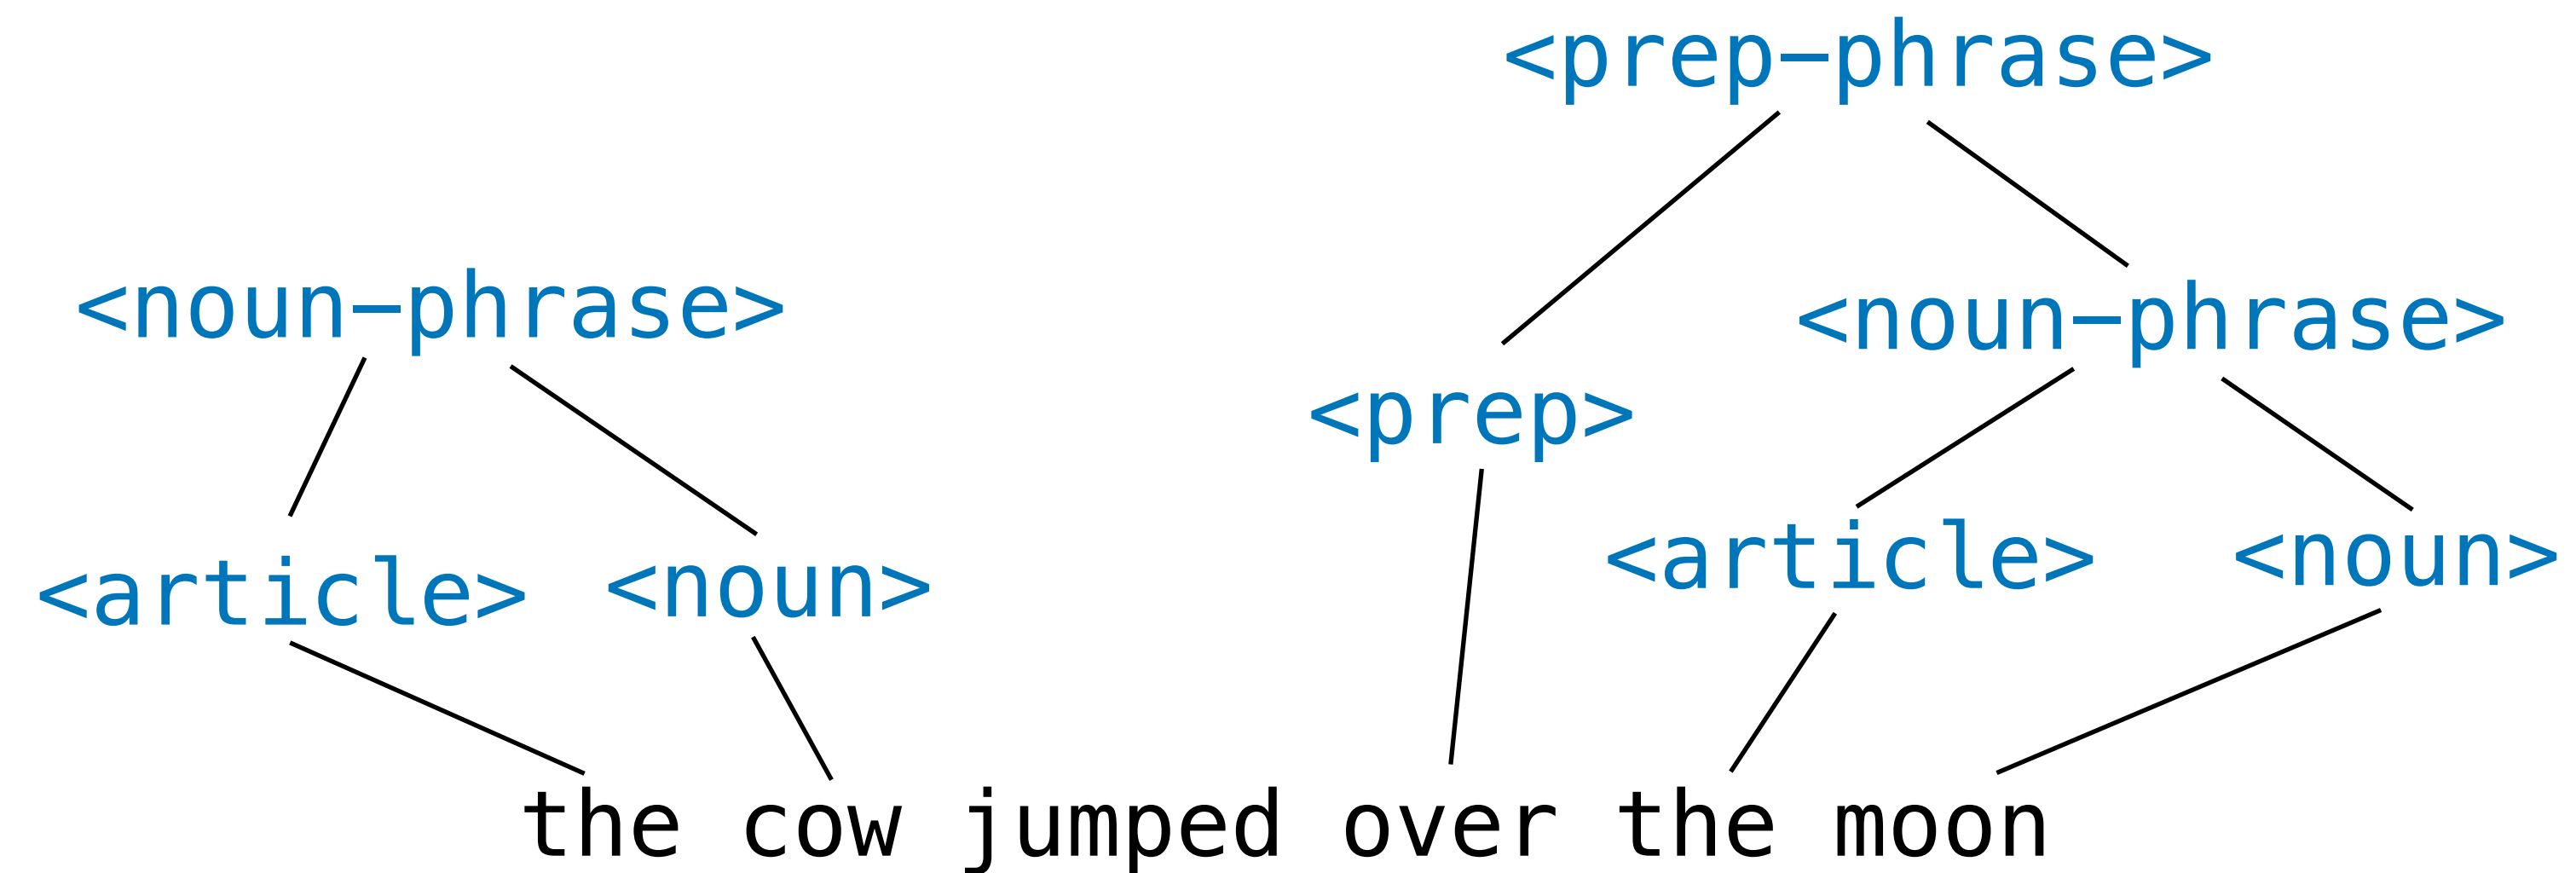 <prep-phrase>
<noun-phrase> <noun-phrase>
<prep>
<article> <noun> <article> <noun>
the cow jumped over the moon